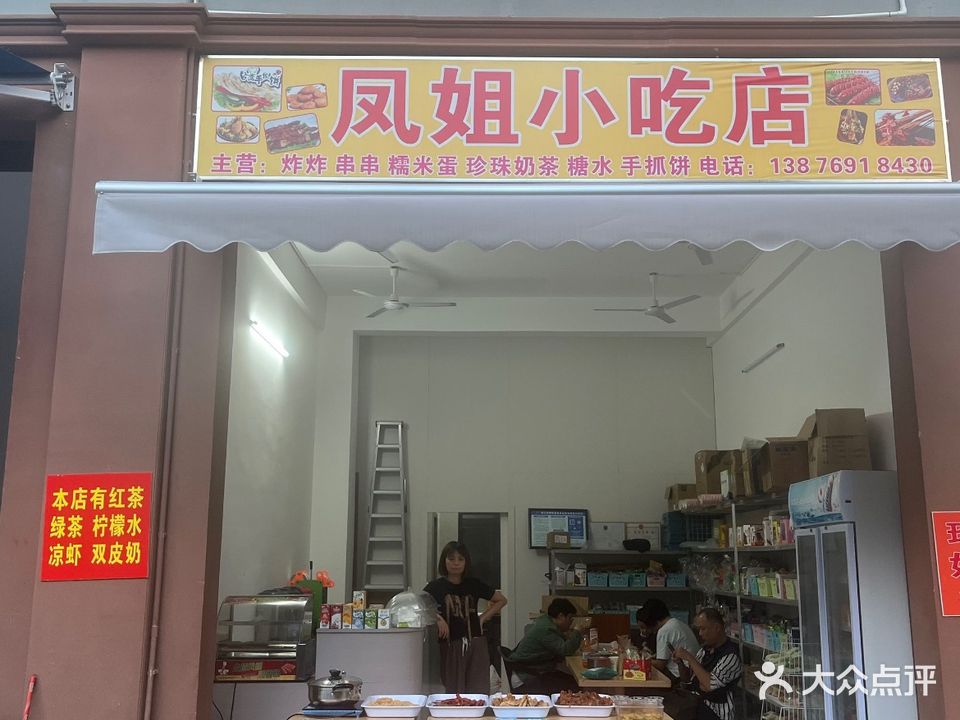 凤姐小吃店
主营：炸炸 串串 糯米蛋 珍珠奶茶 糖水 手抓饼 电话：138 7691 8430
本店有红茶
绿茶 柠檬水
凉虾 双皮奶
大众点评